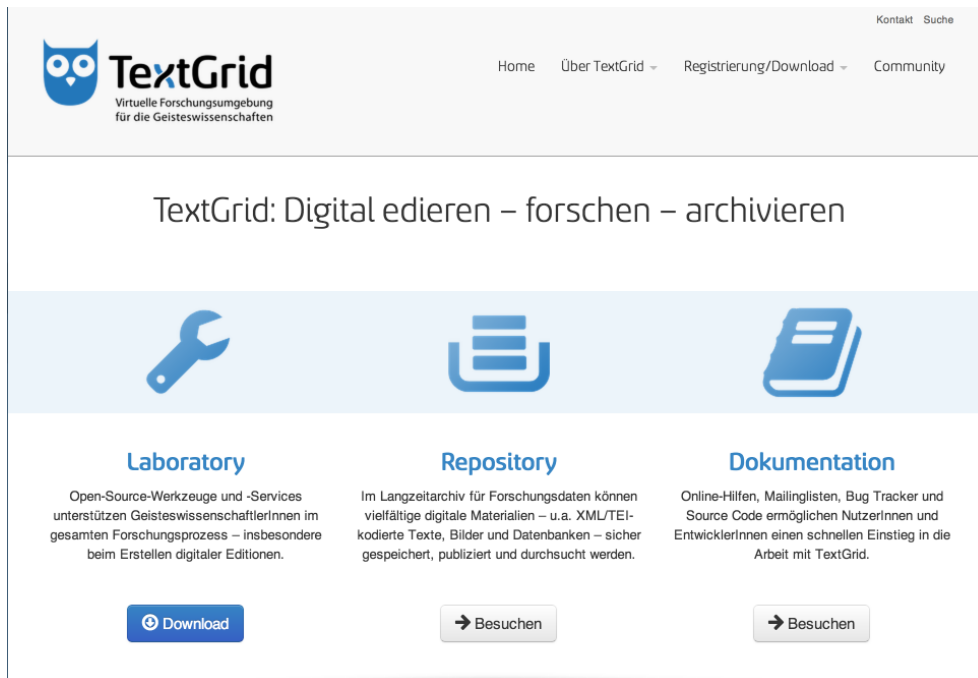 Kontakt Suche
TextGrid
Virtuelle Forschungsumgebung
für die Geisteswissenschaften
Home Über TextGrid Registrierung/Download Community
TextGrid: Digital edieren – forschen – archivieren
Laboratory
Open-Source-Werkzeuge und -Services
unterstützen GeisteswissenschaftlerInnen im
gesamten Forschungsprozess – insbesondere
beim Erstellen digitaler Editionen.
Download
Repository
Im Langzeitarchiv für Forschungsdaten können
vielfältige digitale Materialien – u.a. XML/TEI-
kodierte Texte, Bilder und Datenbanken – sicher
gespeichert, publiziert und durchsucht werden.
Besuchen
Dokumentation
Online-Hilfen, Mailinglisten, Bug Tracker und
Source Code ermöglichen NutzerInnen und
EntwicklerInnen einen schnellen Einstieg in die
Arbeit mit TextGrid.
Besuchen